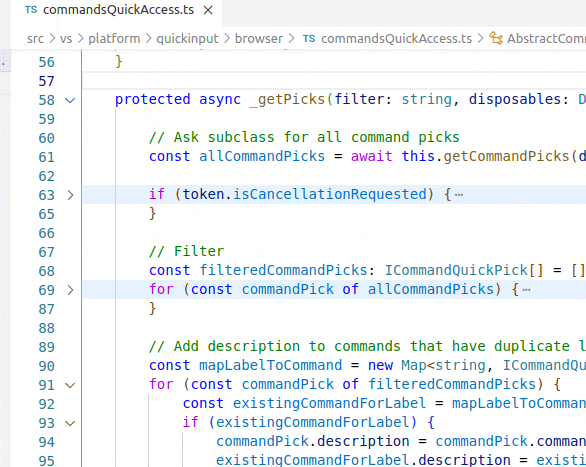 TS commandsQuickAccess.ts ×
src > vs > platform > quickinput > browser > TS commandsQuickAccess.ts > AbstractCom
56 }
57
58 protected async _getPicks(filter: string, disposables: D
59
60 // Ask subclass for all command picks
61 const allCommandPicks = await this.getCommandPicks(d
62
63 if (token.isCancellationRequested) {⋯
65 }
66
67 // Filter
68 const filteredCommandPicks: ICommandQuickPick[] = []
69 for (const commandPick of allCommandPicks) {⋯
87 }
88
89 // Add description to commands that have duplicate l
90 const mapLabelToCommand = new Map<string, ICommandQu
91 for (const commandPick of filteredCommandPicks) {
92 const existingCommandForLabel = mapLabelToComman
93 if (existingCommandForLabel) {
94 commandPick.description = commandPick.comman
95 existingCommandForLabel.description = existi